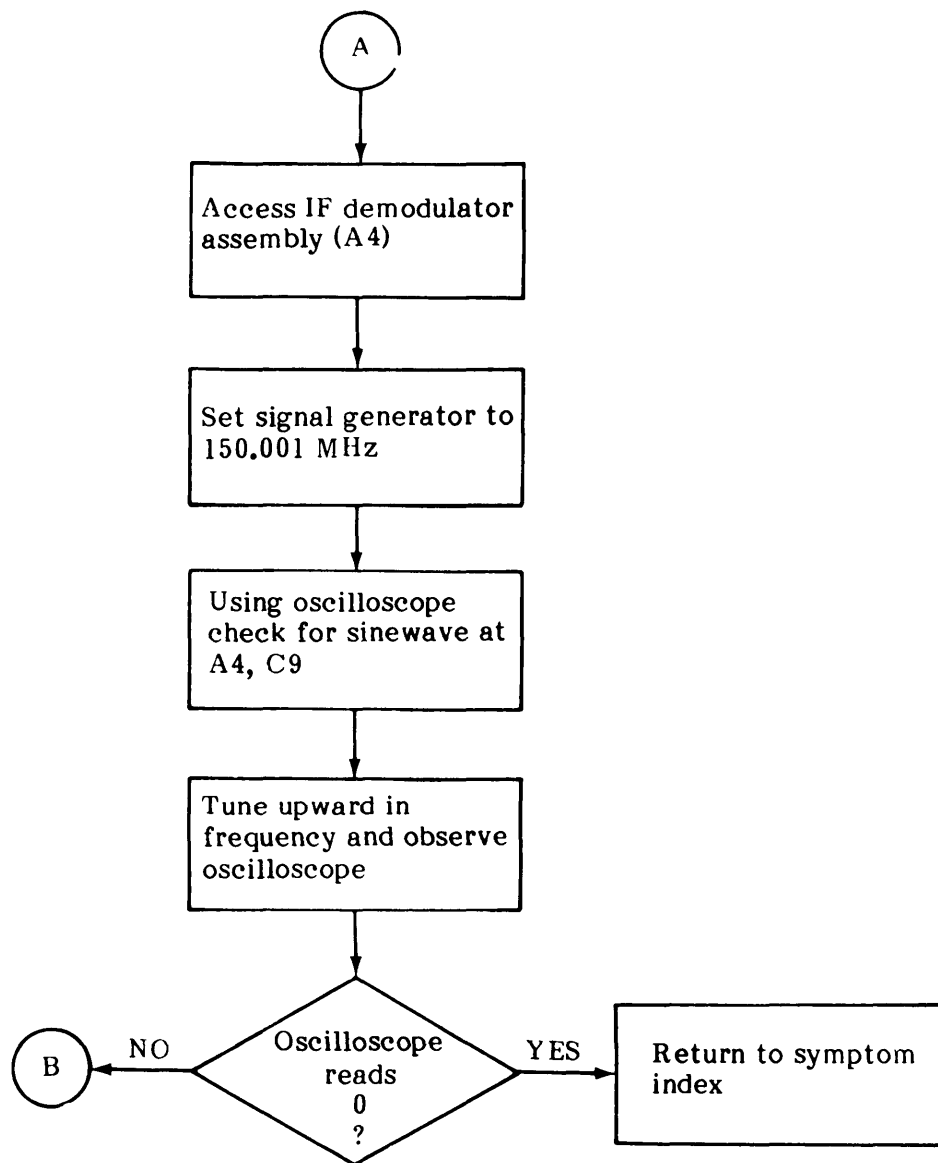 A
Access IF demodulator
assembly (A4)
Set signal generator to
150.001 MHz
Using oscilloscope
check for sinewave at
A4, C9
Tune upward in
frequency and observe
oscilloscope
B
NO
Oscilloscope
reads
0
?
YES
Return to symptom
index